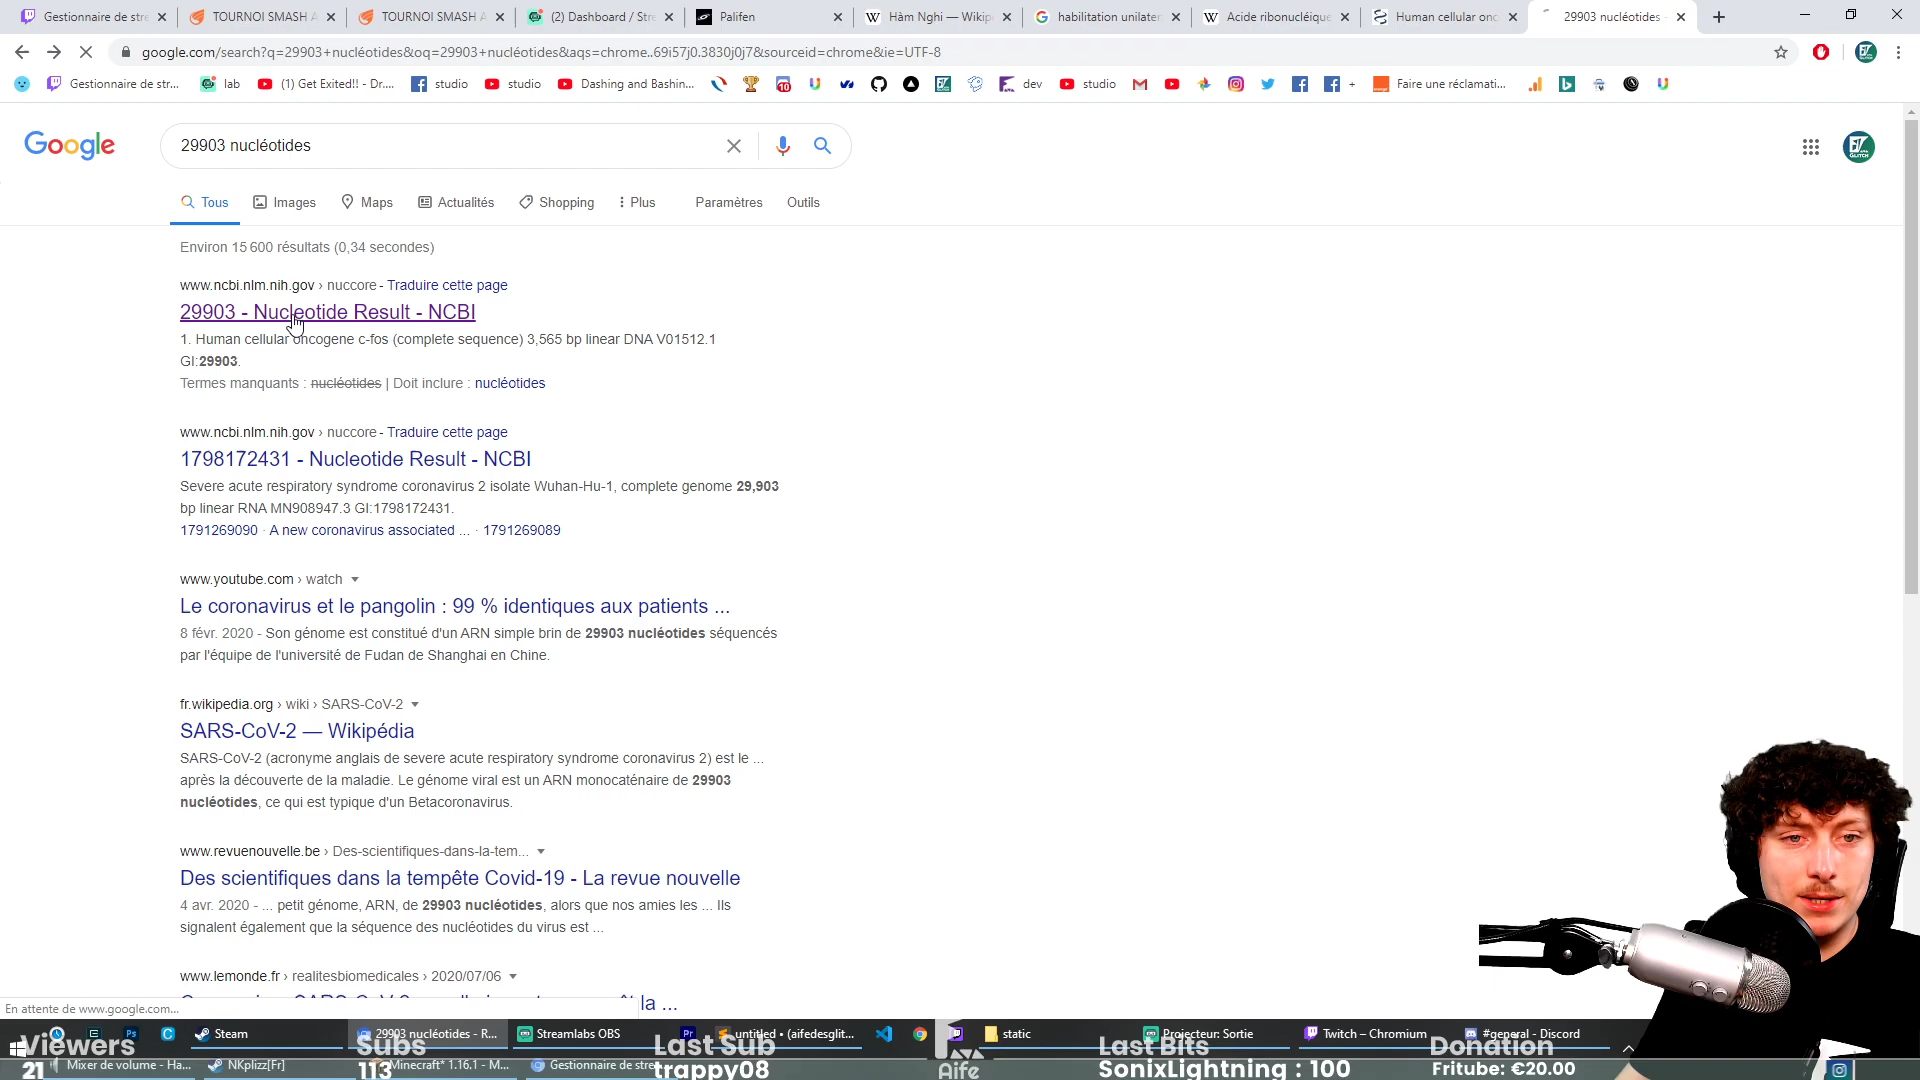 Gestionnaire de stre
TOURNOI SMASH A
TOURNOI SMASH A
(2) Dashboard / Stre
Palifen
Hàm Nghi — Wikip
habilitation unilater
Acide ribonucléique
Human cellular onc
29903 nucléotides -
google.com/search?q=29903+nucléotides&oq=29903+nucléotides&aqs=chrome..69i57j0.3830j0j7&sourceid=chrome&ie=UTF-8
Gestionnaire de str...
lab
(1) Get Exited!! - Dr....
studio
studio
Dashing and Bashin...
10
dev
studio
+
Faire une réclamati...
Google
29903 nucléotides
GLITCH
Tous
Images
Maps
Actualités
Shopping
Plus
Paramètres
Outils
Environ 15 600 résultats (0,34 secondes)
www.ncbi.nlm.nih.gov › nuccore - Traduire cette page
29903 - Nucleotide Result - NCBI
1. Human cellular oncogene c-fos (complete sequence) 3,565 bp linear DNA V01512.1
GI:29903.
Termes manquants : nucléotides | Doit inclure : nucléotides
www.ncbi.nlm.nih.gov › nuccore - Traduire cette page
1798172431 - Nucleotide Result - NCBI
Severe acute respiratory syndrome coronavirus 2 isolate Wuhan-Hu-1, complete genome 29,903
bp linear RNA MN908947.3 GI:1798172431.
1791269090 · A new coronavirus associated ... · 1791269089
www.youtube.com › watch
Le coronavirus et le pangolin : 99 % identiques aux patients ...
8 févr. 2020 - Son génome est constitué d'un ARN simple brin de 29903 nucléotides séquencés
par l'équipe de l'université de Fudan de Shanghai en Chine.
fr.wikipedia.org › wiki › SARS-CoV-2
SARS-CoV-2 — Wikipédia
SARS-CoV-2 (acronyme anglais de severe acute respiratory syndrome coronavirus 2) est le ...
après la découverte de la maladie. Le génome viral est un ARN monocaténaire de 29903
nucléotides, ce qui est typique d'un Betacoronavirus.
www.revuenouvelle.be › Des-scientifiques-dans-la-tem...
Des scientifiques dans la tempête Covid-19 - La revue nouvelle
4 avr. 2020 - ... petit génome, ARN, de 29903 nucléotides, alors que nos amies les ... Ils
signalent également que la séquence des nucléotides du virus est ...
www.lemonde.fr › realitesbiomedicales › 2020/07/06
la ...
En attente de www.google.com...
Steam
29903 nucléotides - R...
Streamlabs OBS
untitled • (aifedesglit...
static
Projecteur: Sortie
Twitch – Chromium
#general - Discord
Viewers
Subs
Last Sub
Last Bits
Donation
Mixer de volume - Ha...
NKplizz[Fr]
Minecraft* 1.16.1 - M...
Gestionnaire de stre
21
113
trappy08
Aife
SonixLightning : 100
Fritube: €20.00